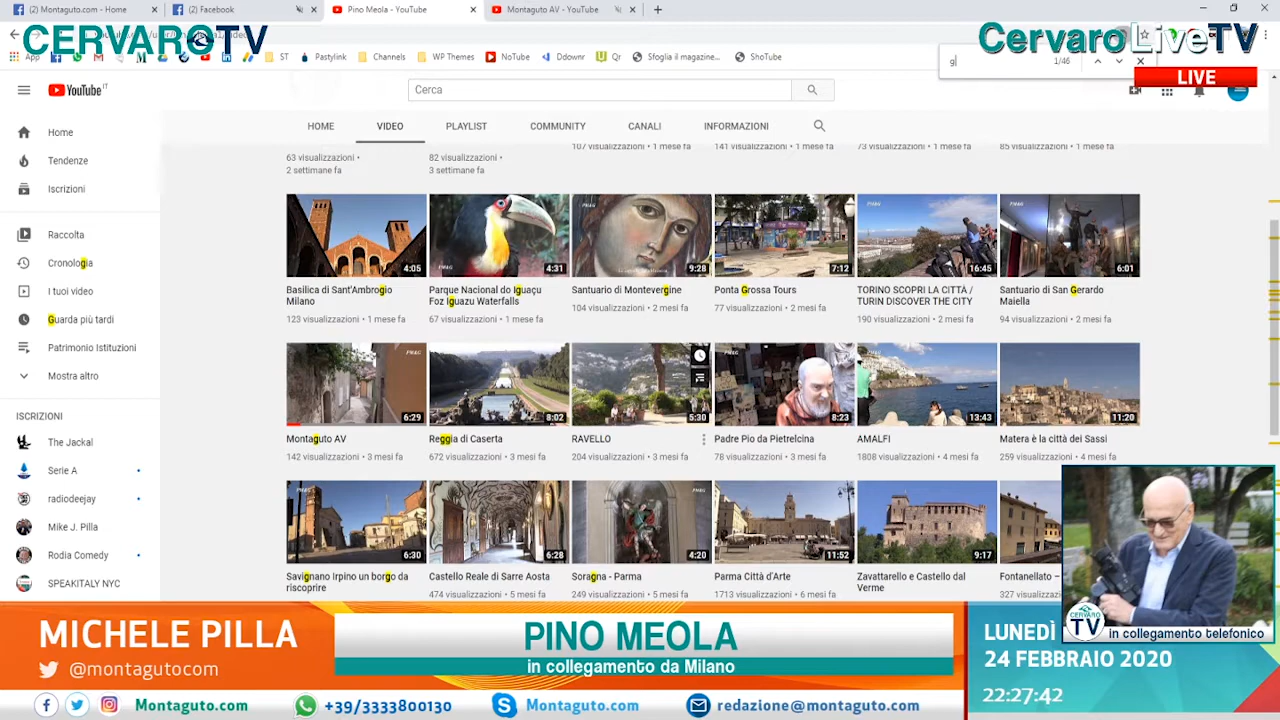 (2) Montaguto.com - Home
(2) Facebook
Pino Meola - YouTube
Montaguto AV - YouTube
CERVARO TV
Cervaro LiveTV
App
ST
Pastylink
Channels
WP Themes
NoTube
Ddownr
Qr
Sfoglia il magazine...
ShoTube
g
1/46
LIVE
YouTube IT
Cerca
HOME
VIDEO
PLAYLIST
COMMUNITY
CANALI
INFORMAZIONI
Home
Tendenze
Iscrizioni
Raccolta
Cronologia
I tuoi video
Guarda più tardi
Patrimonio Istituzioni
Mostra altro
ISCRIZIONI
The Jackal
Serie A
radiodeejay
Mike J. Pilla
Rodia Comedy
SPEAKITALY NYC
63 visualizzazioni •
2 settimane fa
82 visualizzazioni •
3 settimane fa
107 visualizzazioni • 1 mese fa
141 visualizzazioni • 1 mese fa
73 visualizzazioni • 1 mese fa
85 visualizzazioni • 1 mese fa
4:05
PMAG
4:31
PMAG
9:28
7:12
16:45
PMAG
6:01
Basilica di Sant'Ambrogio
Milano
123 visualizzazioni • 1 mese fa
Parque Nacional do Iguaçu
Foz Iguazu Waterfalls
67 visualizzazioni • 1 mese fa
Santuario di Montevergine
104 visualizzazioni • 2 mesi fa
Ponta Grossa Tours
77 visualizzazioni • 2 mesi fa
TORINO SCOPRI LA CITTÀ /
TURIN DISCOVER THE CITY
190 visualizzazioni • 2 mesi fa
Santuario di San Gerardo
Maiella
94 visualizzazioni • 2 mesi fa
PMAG
6:29
8:02
5:30
PMAG
8:23
13:43
11:20
Montaguto AV
142 visualizzazioni • 3 mesi fa
Reggia di Caserta
672 visualizzazioni • 3 mesi fa
RAVELLO
204 visualizzazioni • 3 mesi fa
Padre Pio da Pietrelcina
78 visualizzazioni • 3 mesi fa
AMALFI
1808 visualizzazioni • 4 mesi fa
Matera è la città dei Sassi
259 visualizzazioni • 4 mesi fa
6:30
6:28
PMAG
4:20
11:52
9:17
Savignano Irpino un borgo da
riscoprire
Castello Reale di Sarre Aosta
474 visualizzazioni • 5 mesi fa
Soragna - Parma
249 visualizzazioni • 5 mesi fa
Parma Città d'Arte
1713 visualizzazioni • 6 mesi fa
Zavattarello e Castello dal
Verme
Fontanellato –
327
CERVARO
TV
in collegamento telefonico
MICHELE PILLA
@montagutocom
PINO MEOLA
in collegamento da Milano
LUNEDÌ
24 FEBBRAIO 2020
22:27:42
Montaguto.com
+39/3333800130
Montaguto.com
redazione@montaguto.com